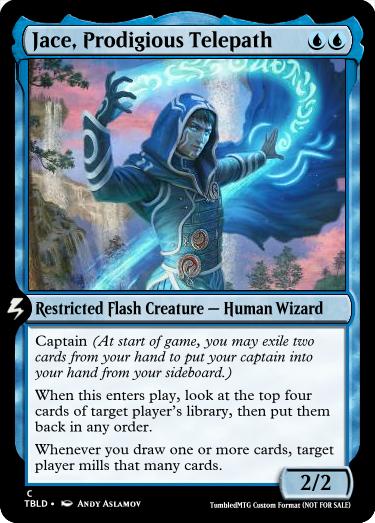 Jace, Prodigious Telepath
Restricted Flash Creature — Human Wizard
Captain (At start of game, you may exile two
cards from your hand to put your captain into
your hand from your sideboard.)
When this enters play, look at the top four
cards of target player's library, then put them
back in any order.
Whenever you draw one or more cards, target
player mills that many cards.
2/2
C
TBLD • Andy Aslamov
TumbledMTG Custom Format (NOT FOR SALE)